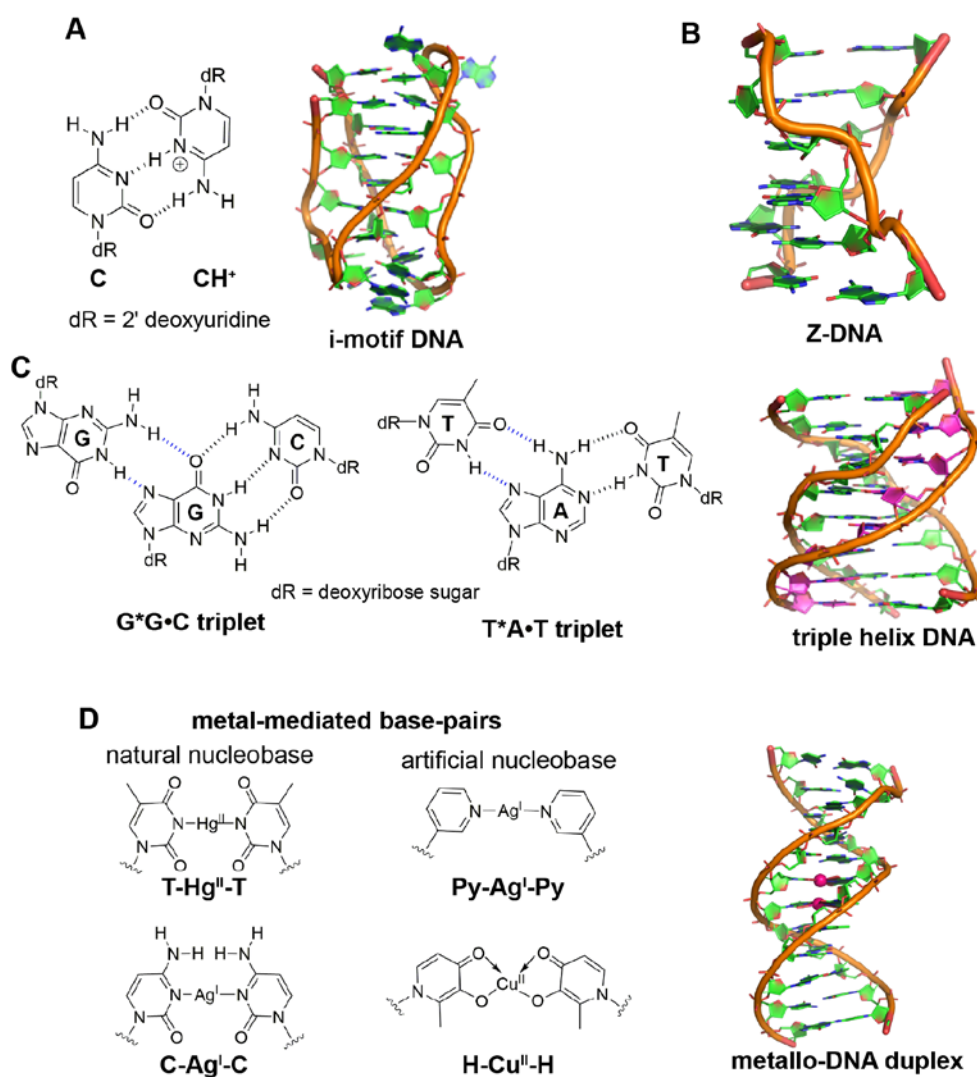 A
B
dR
O
N
H
H
N
H
N
⊕
N
N
H
H
N
O
dR
C
CH⁺
dR = 2' deoxyuridine
i-motif DNA
Z-DNA
C
dR
N
N
H
G
N
H
N
N
H
O
H
H
N
C
N
N
dR
O
O
N
H
G
N
N
N
H
H
dR
G*G•C triplet
T
O
dR
N
N
H
O
H
H
N
O
T
H
N
N
dR
O
N
N
A
N
N
dR
T*A•T triplet
dR = deoxyribose sugar
triple helix DNA
D
metal-mediated base-pairs
natural nucleobase
artificial nucleobase
O
O
N
Hgᴵᴵ
N
N
O
O
N
T-Hgᴵᴵ-T
N
Agᴵ
N
Py-Agᴵ-Py
H
H
N
H
H
N
N
Agᴵ
N
N
O
O
N
C-Agᴵ-C
O
O
Cuᴵᴵ
N
O
O
N
H-Cuᴵᴵ-H
metallo-DNA duplex